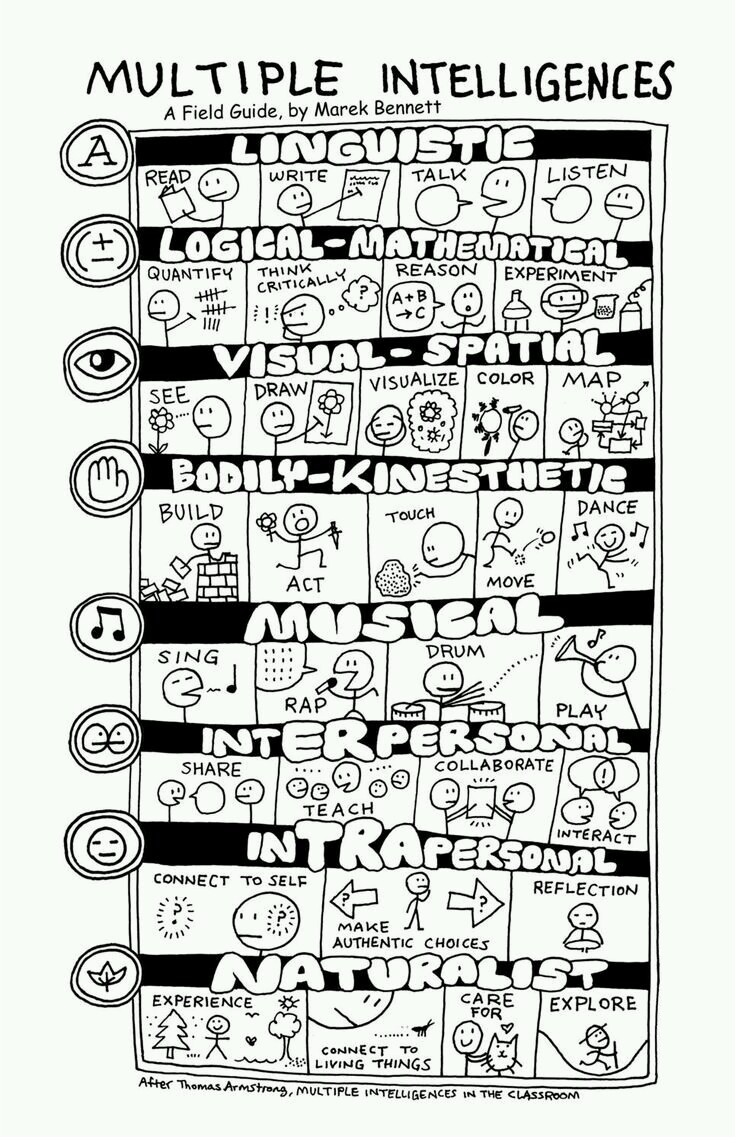 MULTIPLE INTELLIGENCES
A Field Guide, by Marek Bennett
A
LINGUISTIC
READ
WRITE
TALK
LISTEN
+
−
LOGICAL-MATHEMATICAL
QUANTIFY
THINK
CRITICALLY
!!
?
REASON
A+B
→C
EXPERIMENT
VISUAL-SPATIAL
SEE
DRAW
VISUALIZE
COLOR
MAP
BODILY-KINESTHETIC
BUILD
ACT
TOUCH
MOVE
DANCE
MUSICAL
SING
RAP
DRUM
PLAY
INTERPERSONAL
SHARE
TEACH
COLLABORATE
!
INTERACT
INTRAPERSONAL
CONNECT TO SELF
?
?
?
?
MAKE
AUTHENTIC CHOICES
REFLECTION
NATURALIST
EXPERIENCE
CONNECT TO
LIVING THINGS
CARE
FOR
EXPLORE
After Thomas Armstrong, MULTIPLE INTELLIGENCES IN THE CLASSROOM